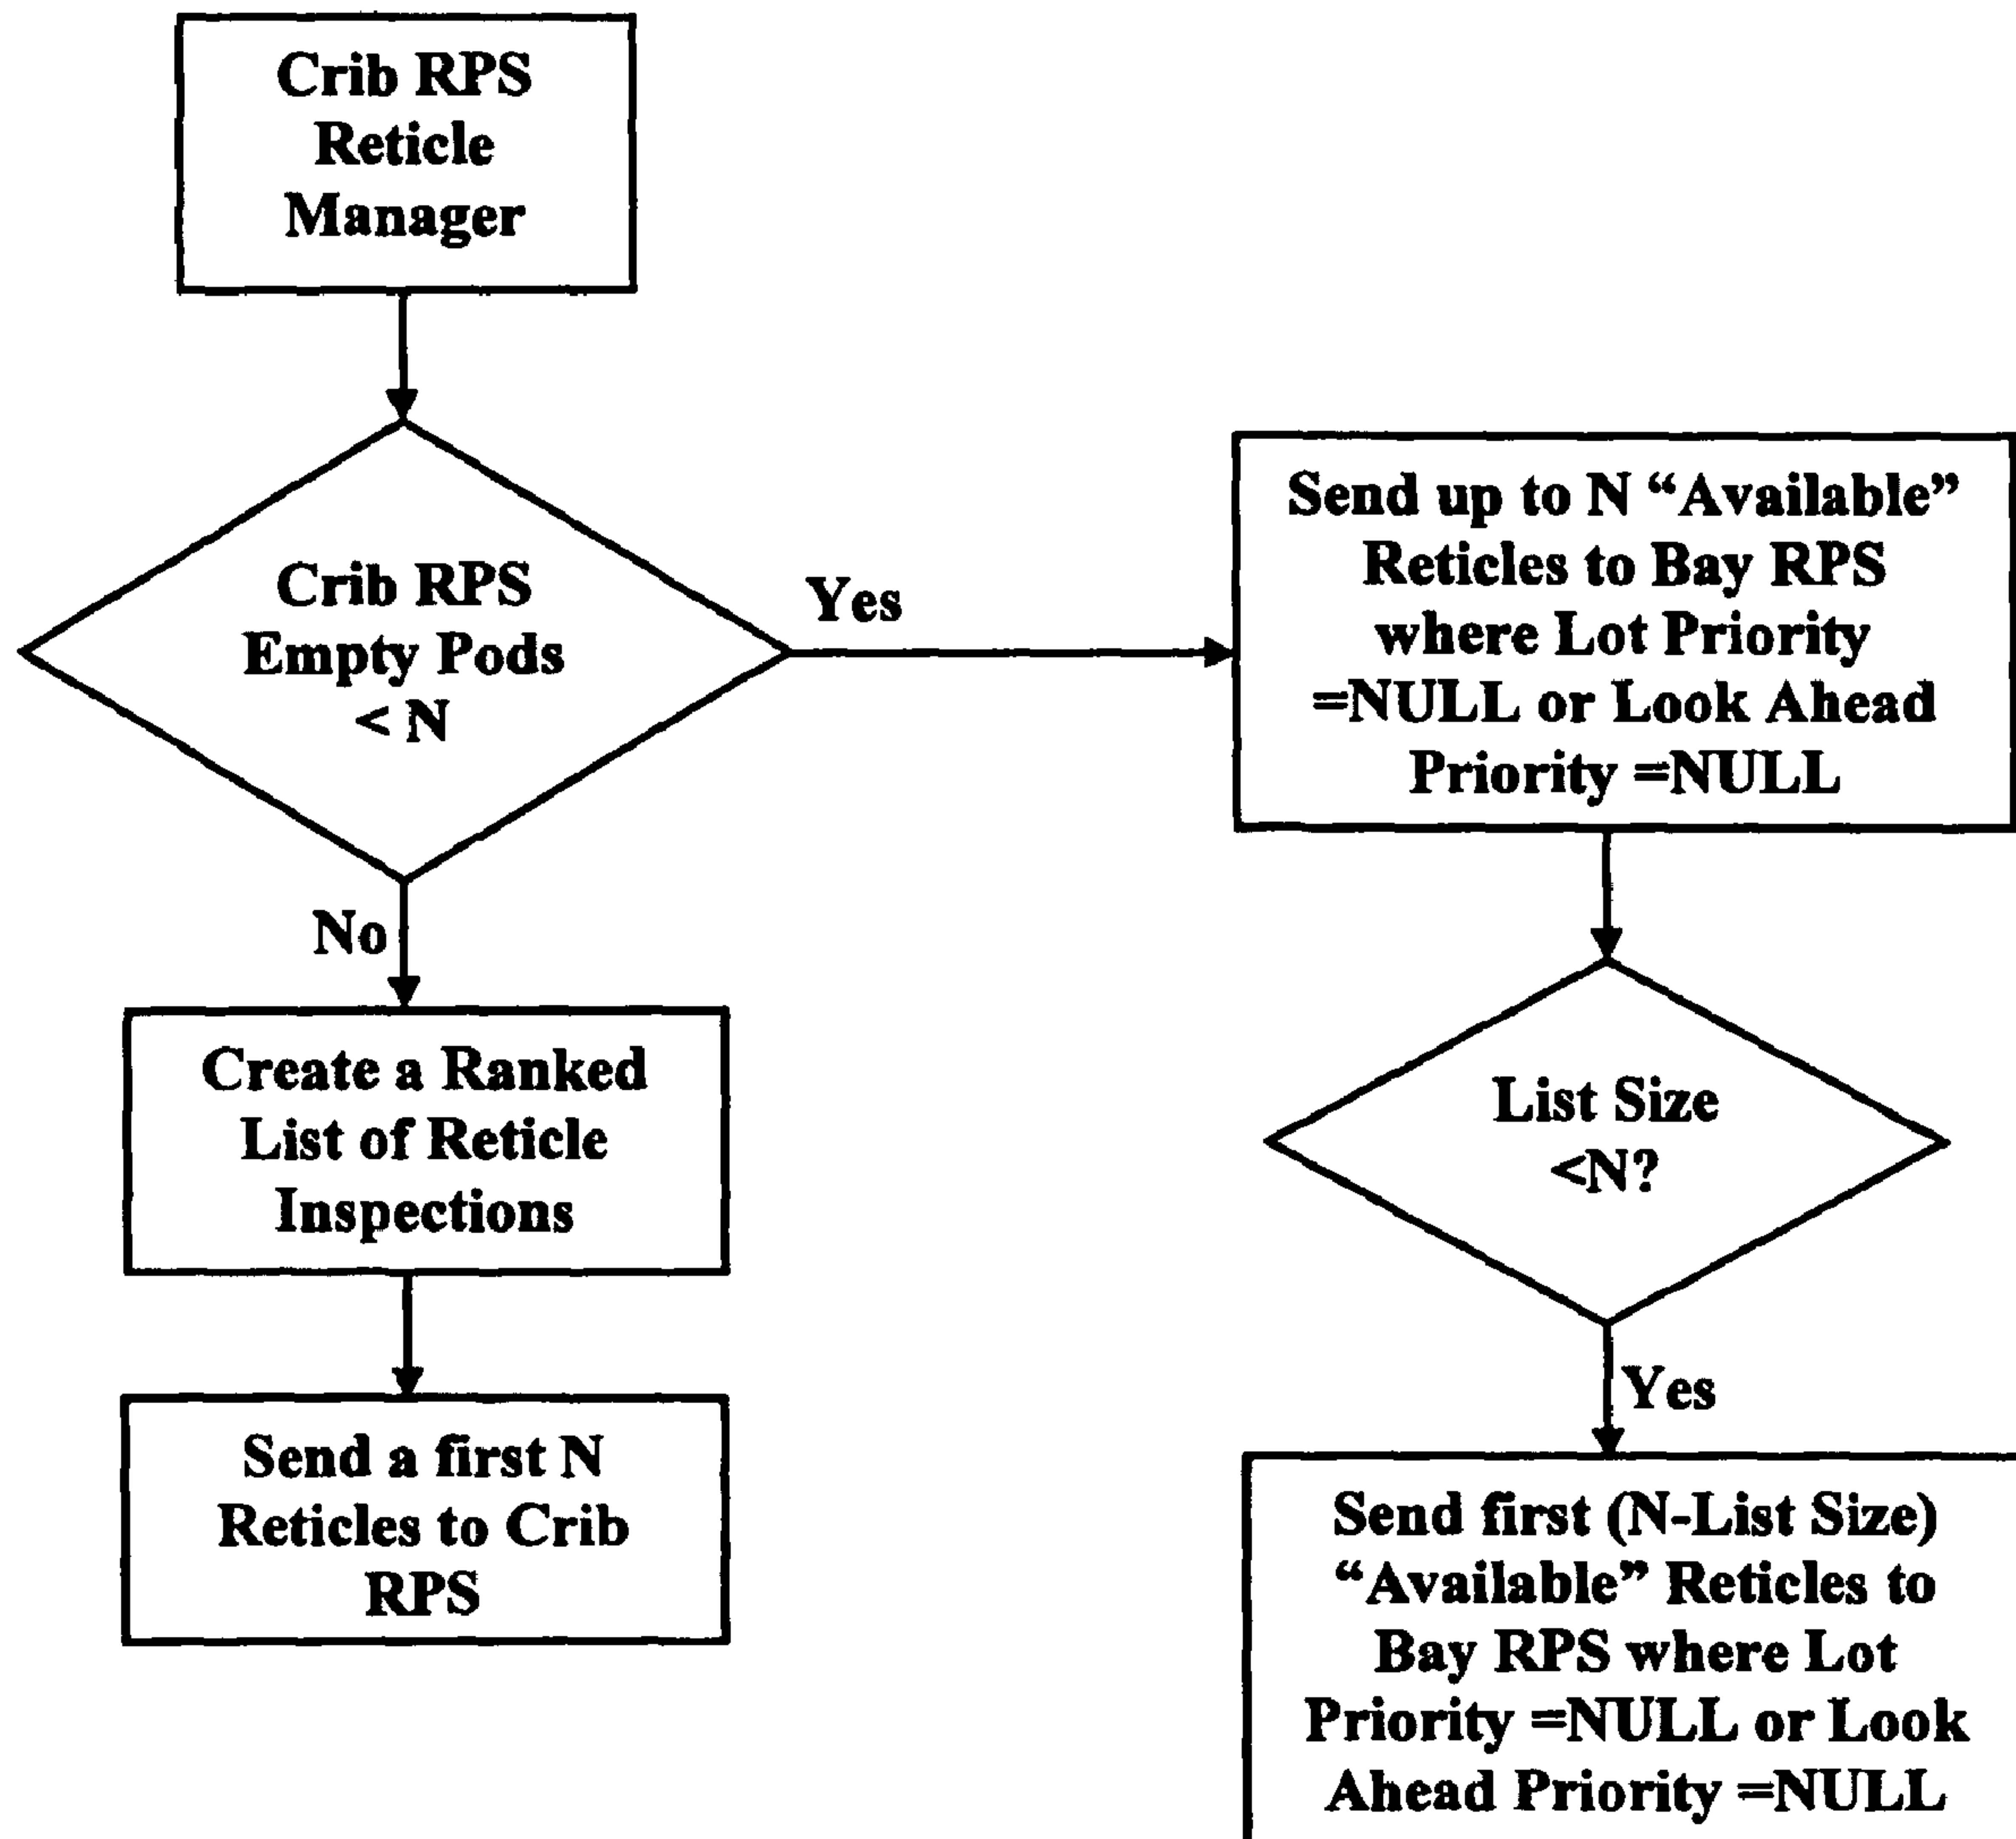 Crib RPS
Reticle
Manager
Crib RPS
Empty Pods
< N
Yes
No
Create a Ranked
List of Reticle
Inspections
Send a first N
Reticles to Crib
RPS
Send up to N “Available”
Reticles to Bay RPS
where Lot Priority
=NULL or Look Ahead
Priority =NULL
List Size
<N?
Yes
Send first (N-List Size)
“Available” Reticles to
Bay RPS where Lot
Priority =NULL or Look
Ahead Priority =NULL